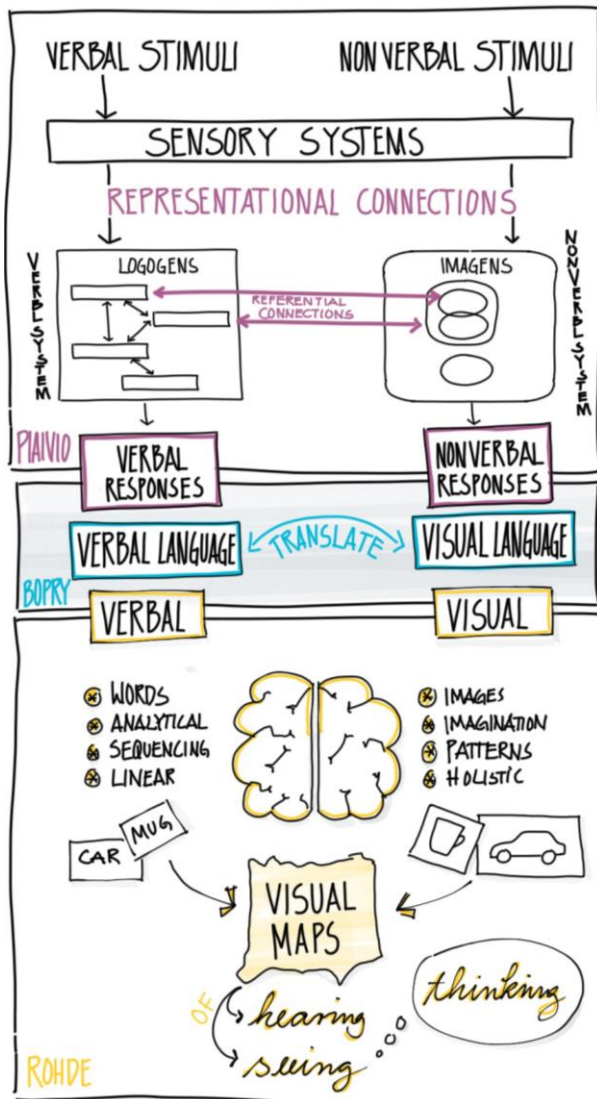 VERBAL STIMULI
NONVERBAL STIMULI
SENSORY SYSTEMS
REPRESENTATIONAL CONNECTIONS
VERBL SYSTEM
LOGOGENS
REFERENTIAL
CONNECTIONS
IMAGENS
NONVERBL SYSTEM
PIAIVIO
VERBAL
RESPONSES
NONVERBAL
RESPONSES
VERBAL LANGUAGE
TRANSLATE
VISUAL LANGUAGE
BOPRY
VERBAL
VISUAL
WORDS
ANALYTICAL
SEQUENCING
LINEAR
IMAGES
IMAGINATION
PATTERNS
HOLISTIC
CAR
MUG
VISUAL
MAPS
OF
hearing
seeing
thinking
ROHDE